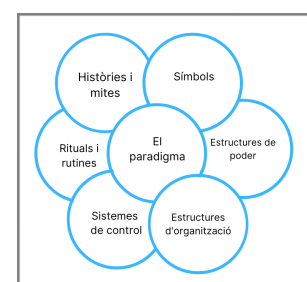 Històries i
mites
Símbols
Rituals i
rutines
El
paradigma
Estructures de
poder
Sistemes
de control
Estructures
d'organització